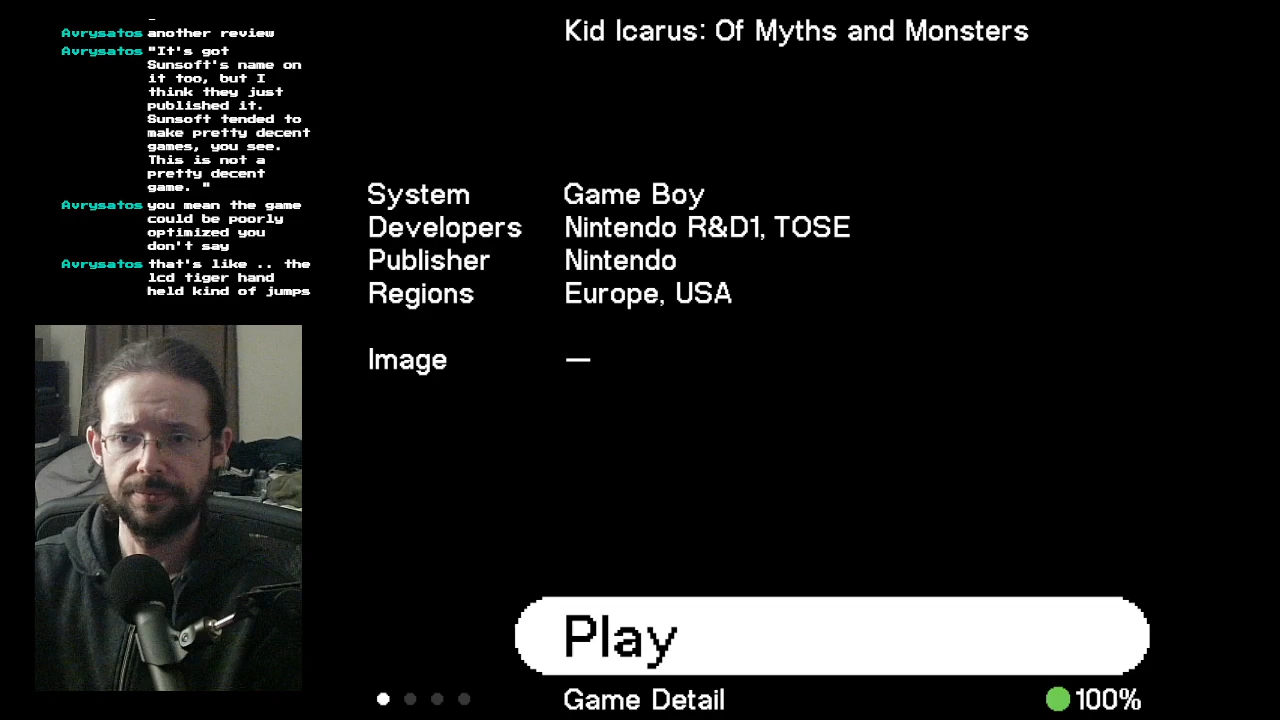 Avrysatos another review
Avrysatos "It's got
Sunsoft's name on
it too, but I
think they just
published it.
Sunsoft tended to
make pretty decent
games, you see.
This is not a
pretty decent
game. "
Avrysatos you mean the game
could be poorly
optimized you
don't say
Avrysatos that's like .. the
lcd tiger hand
held kind of jumps
Kid Icarus: Of Myths and Monsters
System Game Boy
Developers Nintendo R&D1, TOSE
Publisher Nintendo
Regions Europe, USA
Image —
Play
Game Detail 100%